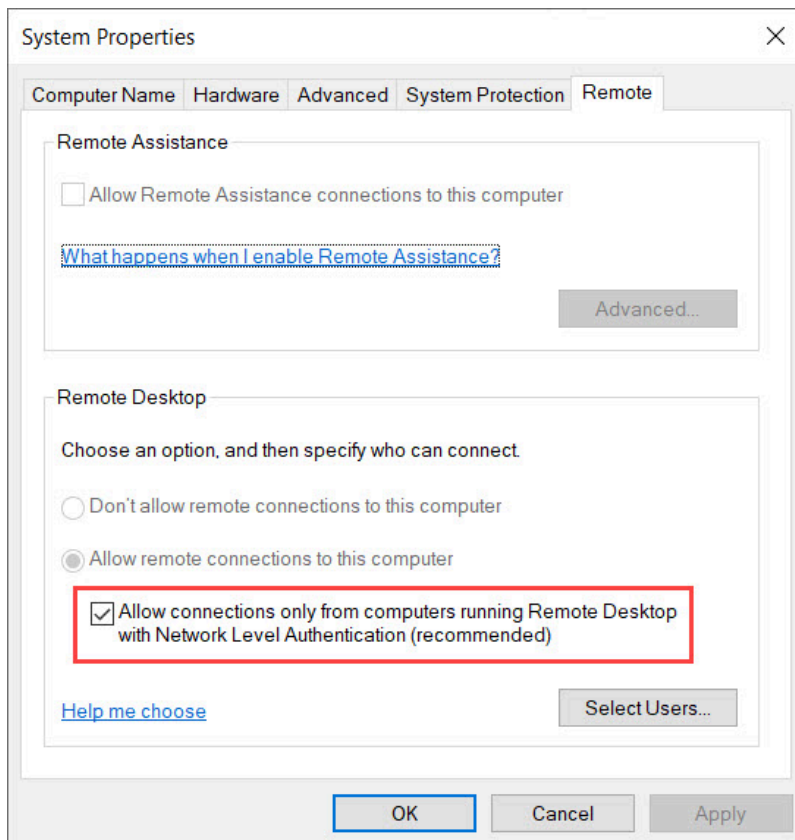 System Properties
Computer Name Hardware Advanced System Protection Remote
Remote Assistance
Allow Remote Assistance connections to this computer
What happens when I enable Remote Assistance?
Advanced...
Remote Desktop
Choose an option, and then specify who can connect.
Don't allow remote connections to this computer
Allow remote connections to this computer
Allow connections only from computers running Remote Desktop
with Network Level Authentication (recommended)
Help me choose
Select Users...
OK Cancel Apply